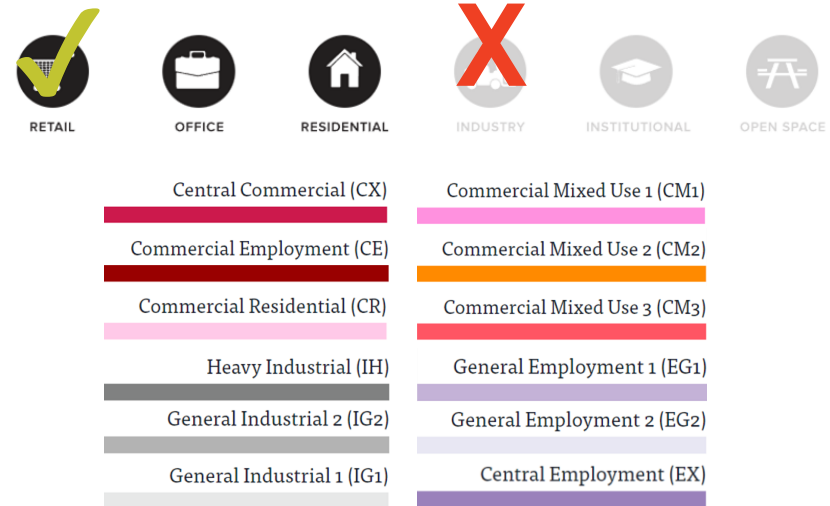 RETAIL
OFFICE
RESIDENTIAL
INDUSTRY
INSTITUTIONAL
OPEN SPACE
Central Commercial (CX)
Commercial Employment (CE)
Commercial Residential (CR)
Heavy Industrial (IH)
General Industrial 2 (IG2)
General Industrial 1 (IG1)
Commercial Mixed Use 1 (CM1)
Commercial Mixed Use 2 (CM2)
Commercial Mixed Use 3 (CM3)
General Employment 1 (EG1)
General Employment 2 (EG2)
Central Employment (EX)